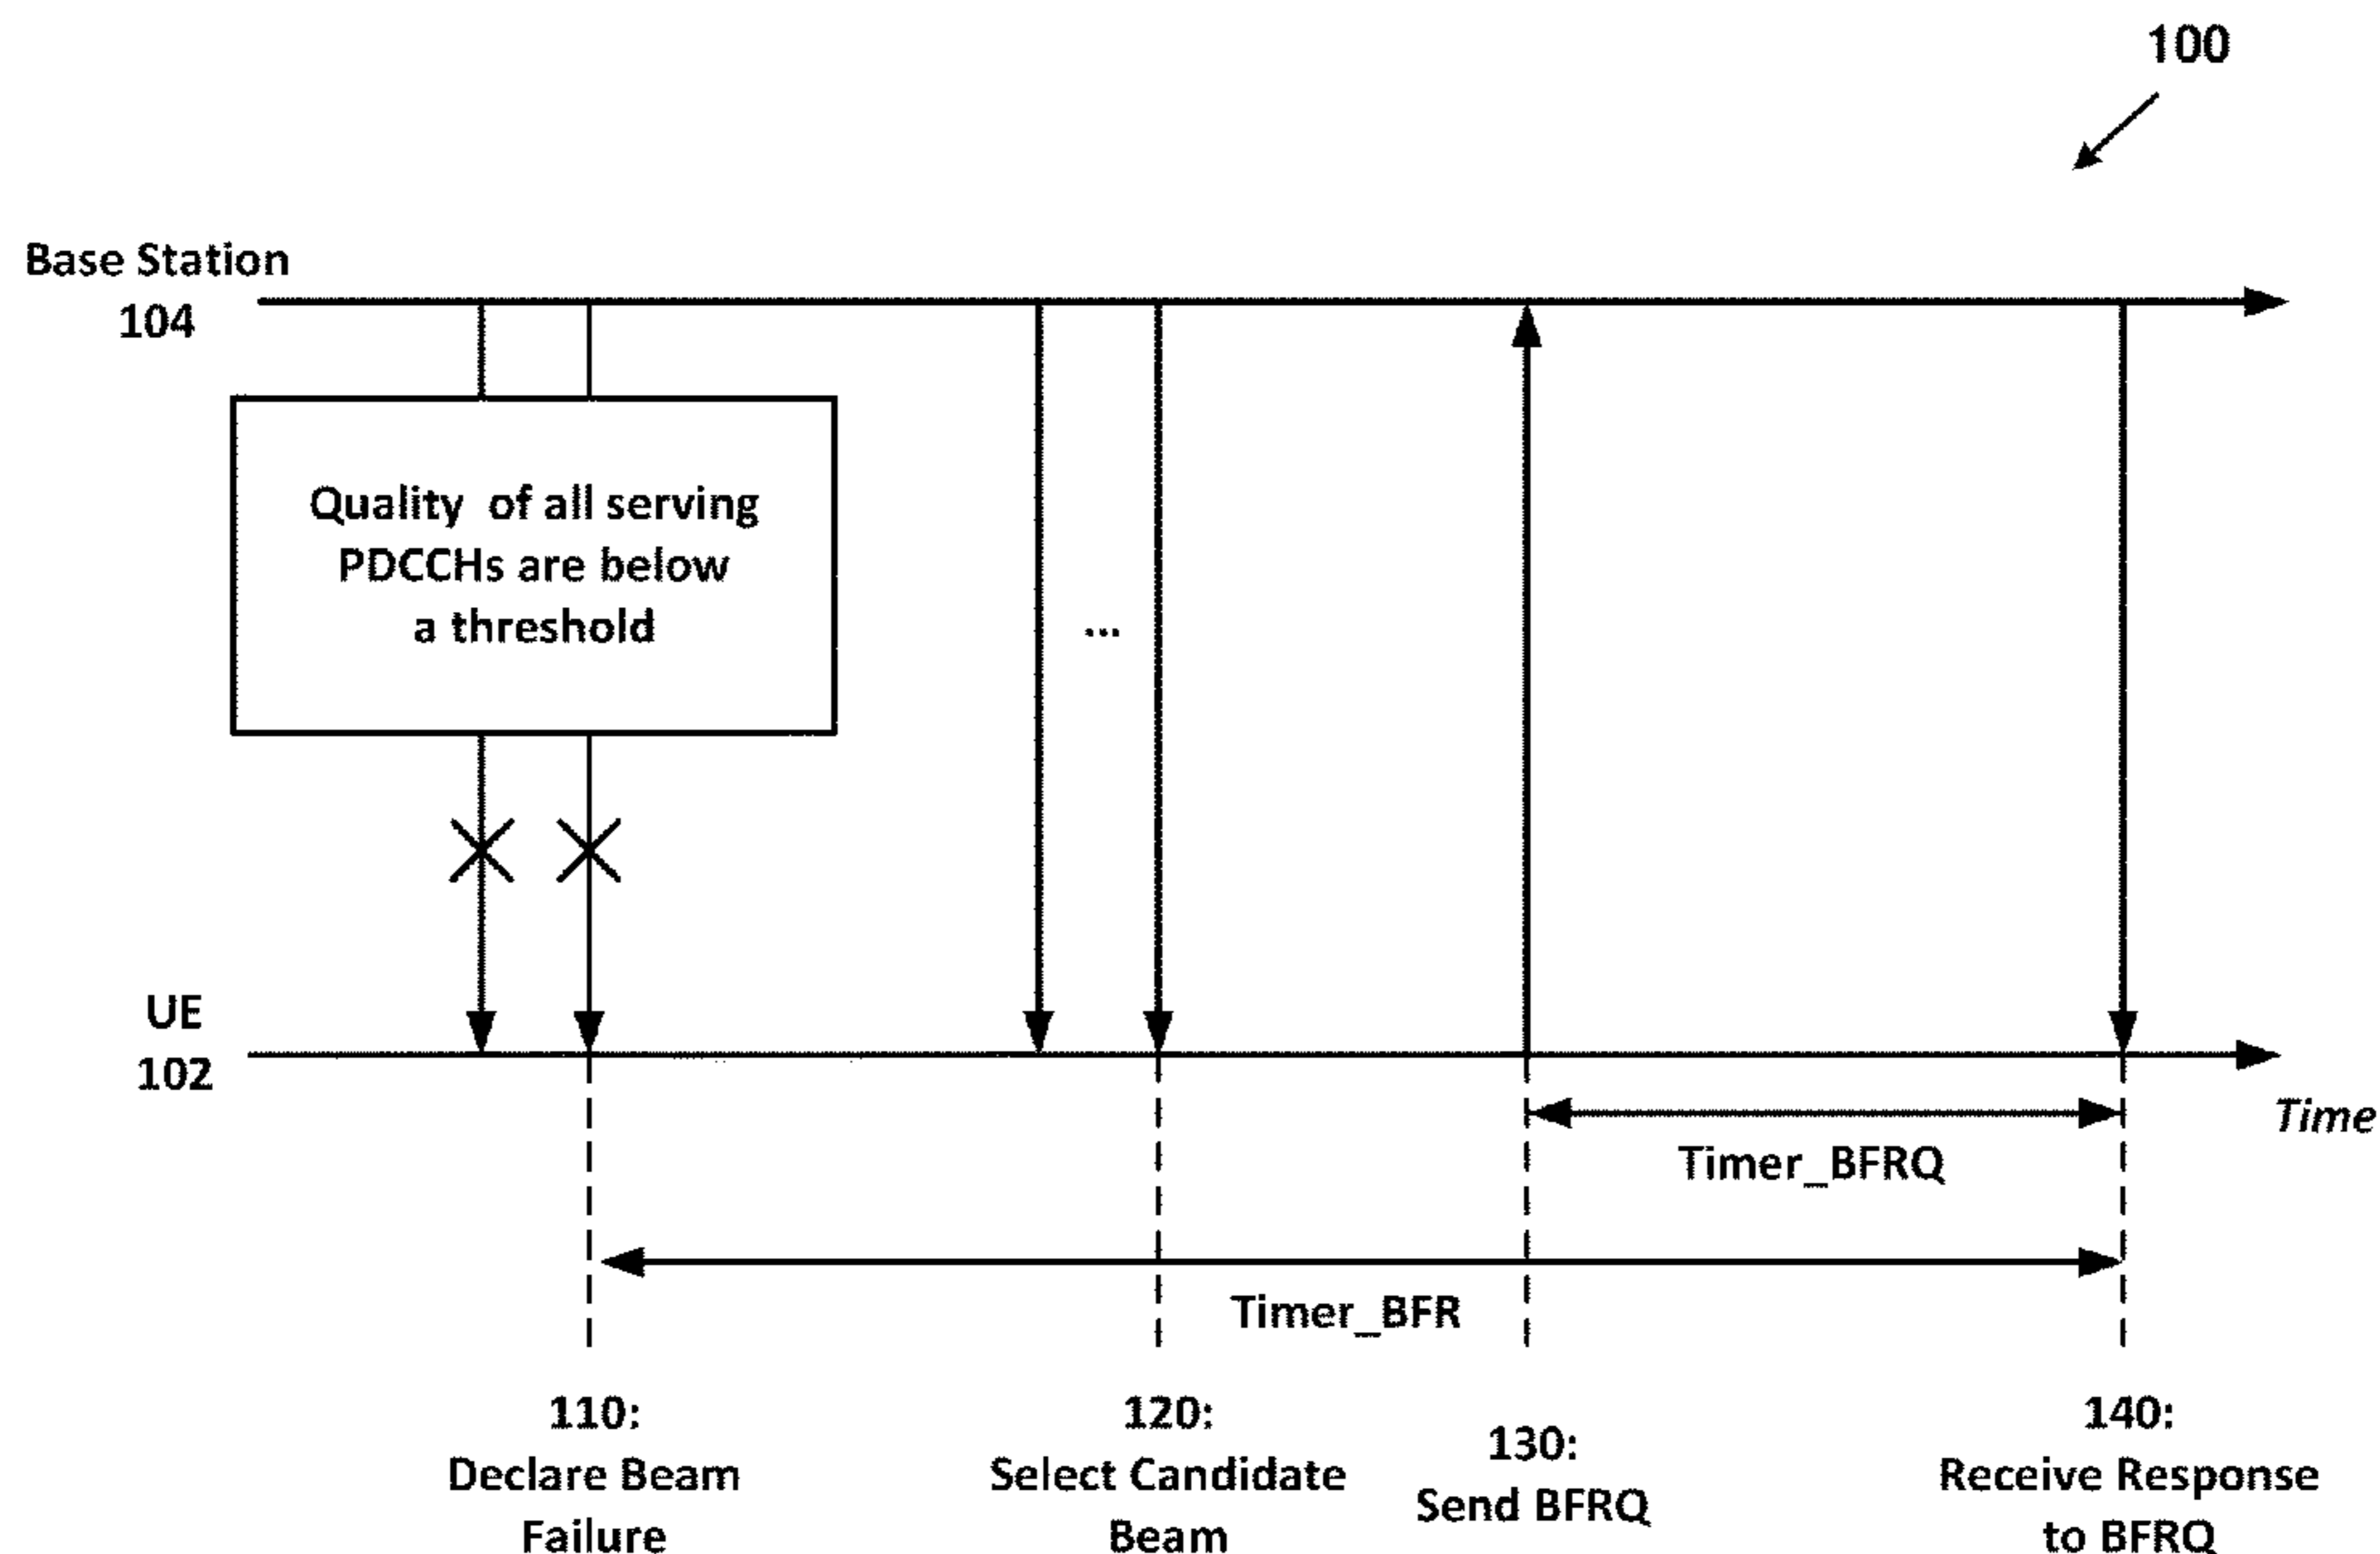 100
Base Station
104
Quality of all serving
PDCCHs are below
a threshold
...
UE
102
Time
Timer_BFRQ
Timer_BFR
110:
Declare Beam
Failure
120:
Select Candidate
Beam
130:
Send BFRQ
140:
Receive Response
to BFRQ